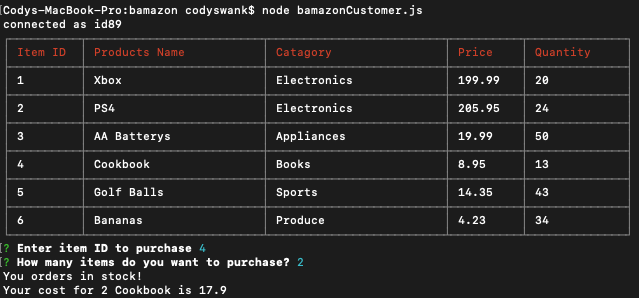 [Codys-MacBook-Pro:bamazon codyswank$ node bamazonCustomer.js
connected as id89
Item ID Products Name Catagory Price Quantity
1 Xbox Electronics 199.99 20
2 PS4 Electronics 205.95 24
3 AA Batterys Appliances 19.99 50
4 Cookbook Books 8.95 13
5 Golf Balls Sports 14.35 43
6 Bananas Produce 4.23 34
[? Enter item ID to purchase 4
[? How many items do you want to purchase? 2
You orders in stock!
Your cost for 2 Cookbook is 17.9